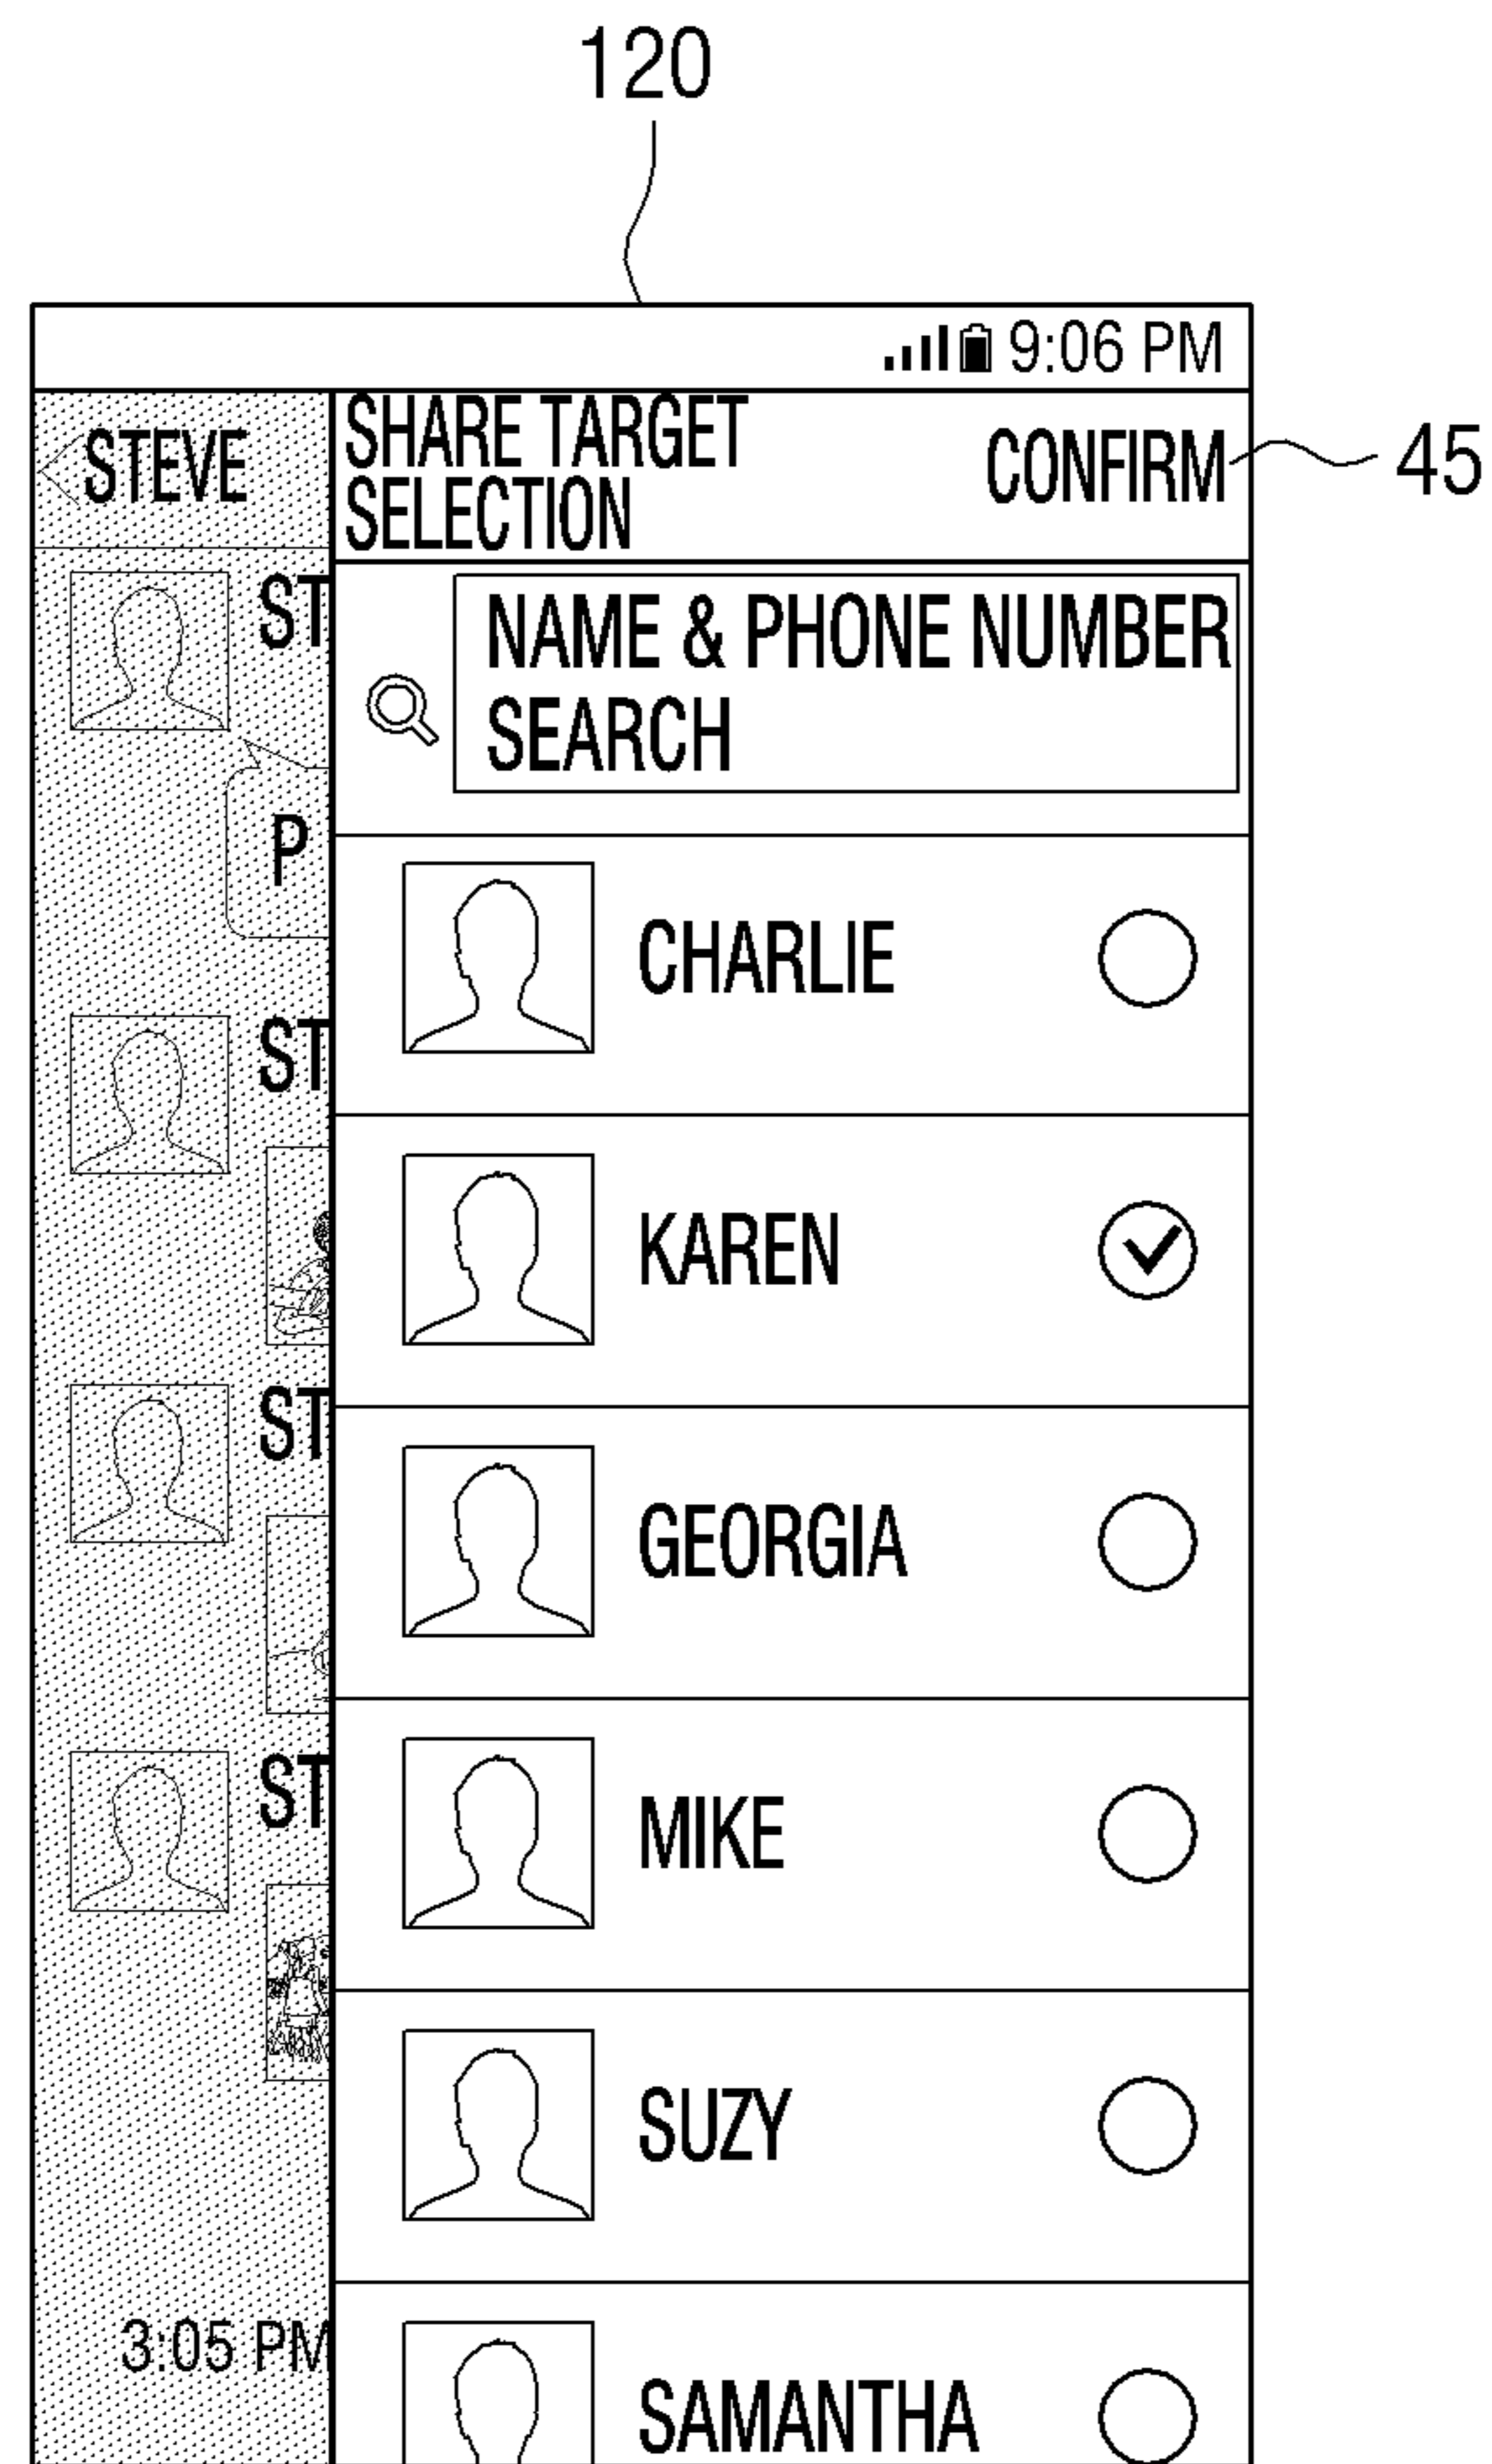 120
9:06 PM
STEVE
SHARE TARGET
SELECTION
CONFIRM
45
NAME & PHONE NUMBER
SEARCH
ST
P
CHARLIE
ST
KAREN
ST
GEORGIA
ST
MIKE
SUZY
3:05 PM
SAMANTHA